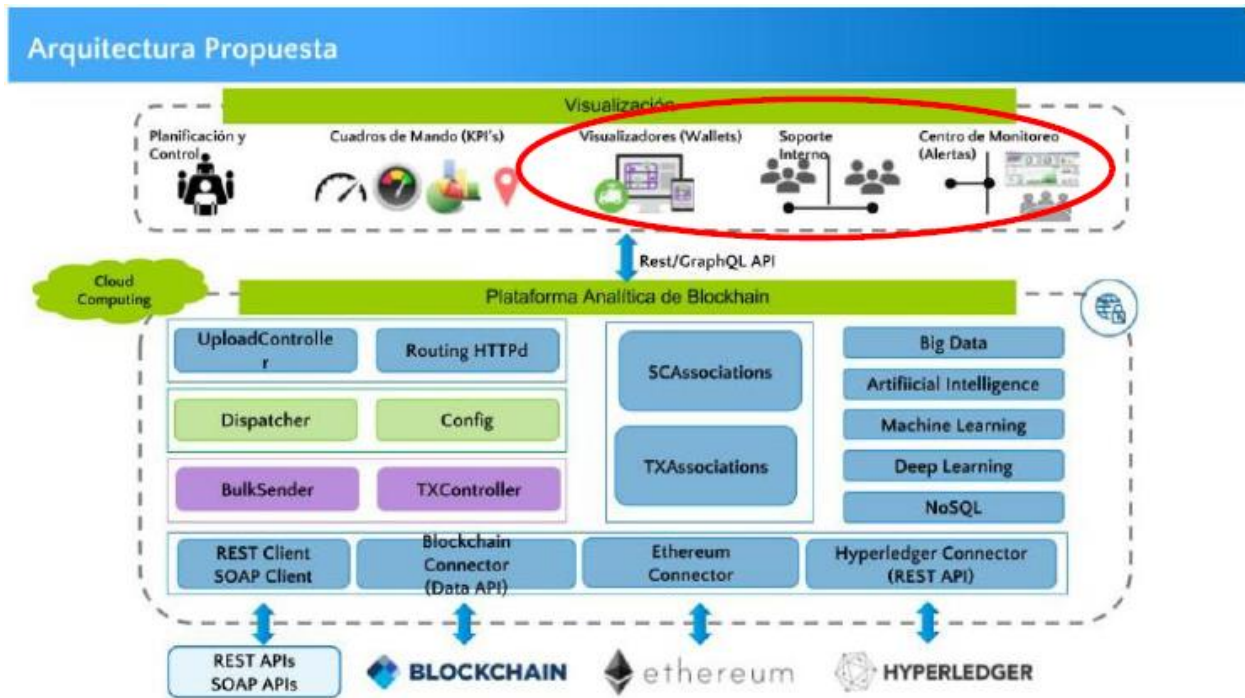 Arquitectura Propuesta
Visualización
Planificación y
Control
Cuadros de Mando (KPI's)
Visualizadores (Wallets)
Soporte
Interno
Centro de Monitoreo
(Alertas)
Rest/GraphQL API
Cloud
Computing
Plataforma Analítica de Blockhain
UploadControlle
r
Routing HTTPd
SCAssociations
Big Data
Artifiicial Intelligence
Dispatcher
Config
Machine Learning
TXAssociations
Deep Learning
BulkSender
TXController
NoSQL
REST Client
SOAP Client
Blockchain
Connector
(Data API)
Ethereum
Connector
Hyperledger Connector
(REST API)
REST APIs
SOAP APIs
BLOCKCHAIN
ethereum
HYPERLEDGER